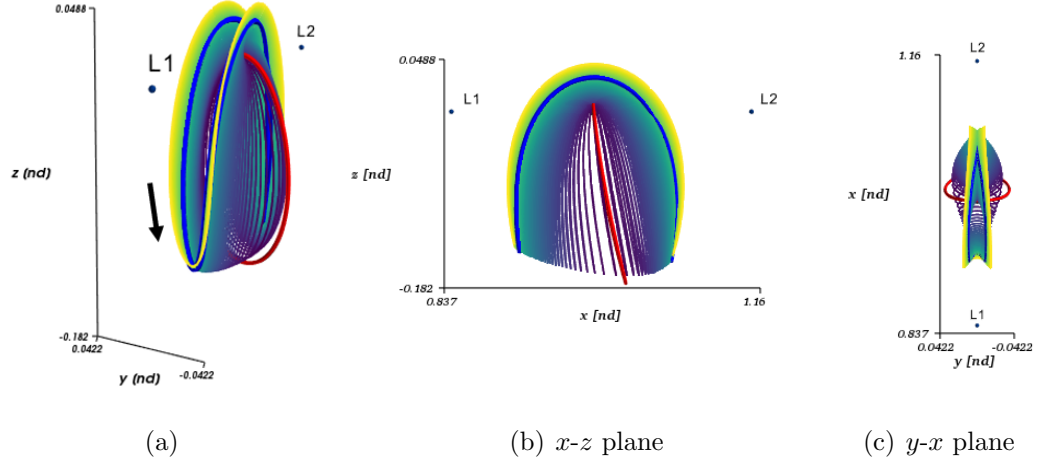 0.0488
L1
L2
z (nd)
-0.182
0.0422
y (nd)
-0.0422
(a)
0.0488
L1
L2
z [nd]
-0.182
0.837
x [nd]
1.16
(b) x-z plane
1.16
L2
x [nd]
L1
0.837
0.0422
-0.0422
y [nd]
(c) y-x plane